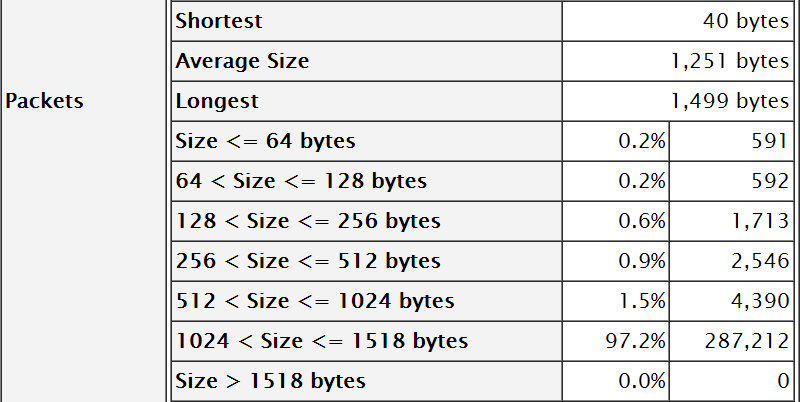 Shortest 40 bytes
Average Size 1,251 bytes
Packets Longest 1,499 bytes
Size <= 64 bytes 0.2% 591
64 < Size <= 128 bytes 0.2% 592
128 < Size <= 256 bytes 0.6% 1,713
256 < Size <= 512 bytes 0.9% 2,546
512 < Size <= 1024 bytes 1.5% 4,390
1024 < Size <= 1518 bytes 97.2% 287,212
Size > 1518 bytes 0.0% 0